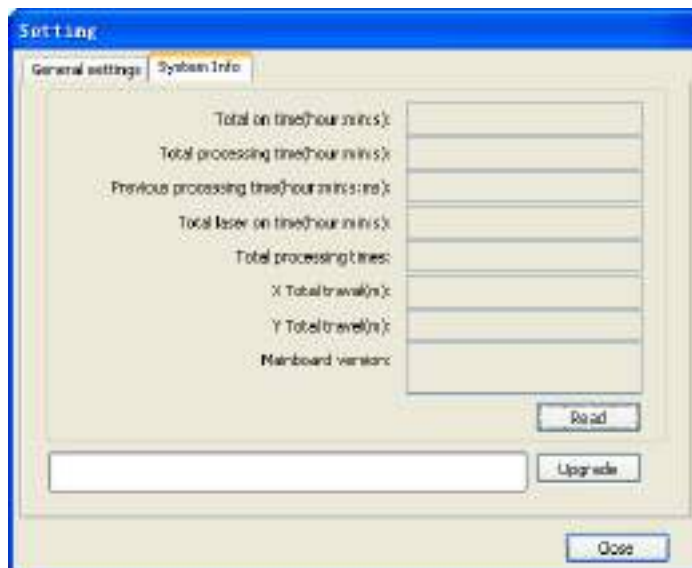 Setting
General settings System Info
Total on time(hour:min:s):
Total processing time(hour:min:s):
Previous processing time(hour:min:s:ms):
Total laser on time(hour:min:s):
Total processing times:
X Total travel(m):
Y Total travel(m):
Mainboard version:
Read
Upgrade
Close